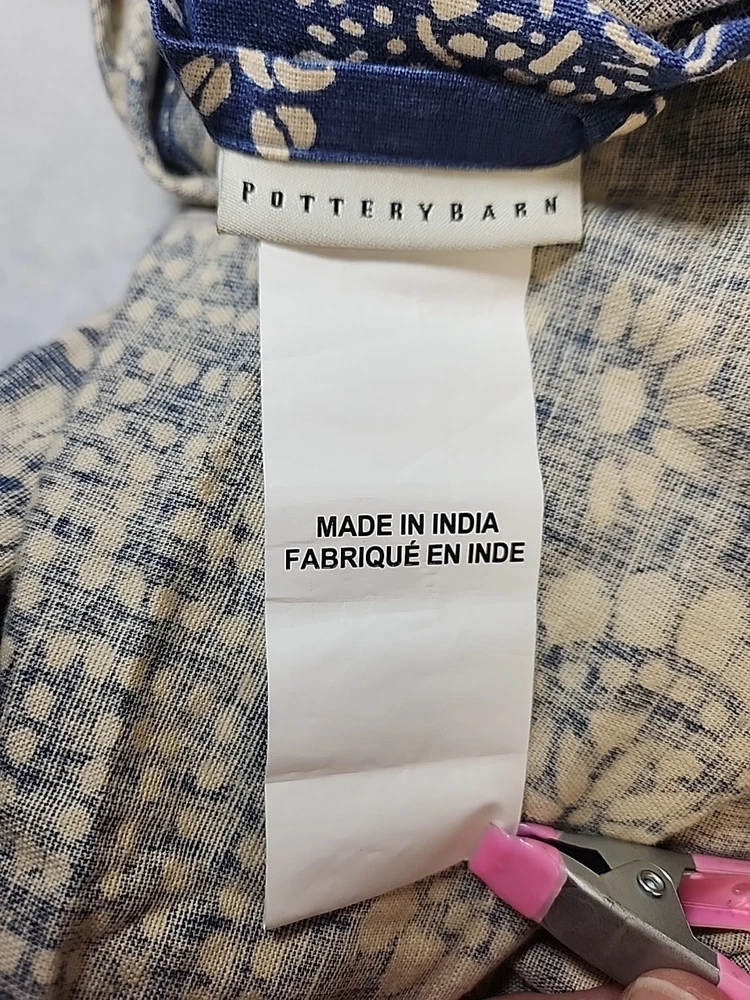 POTTERYBARN
MADE IN INDIA
FABRIQUÉ EN INDE